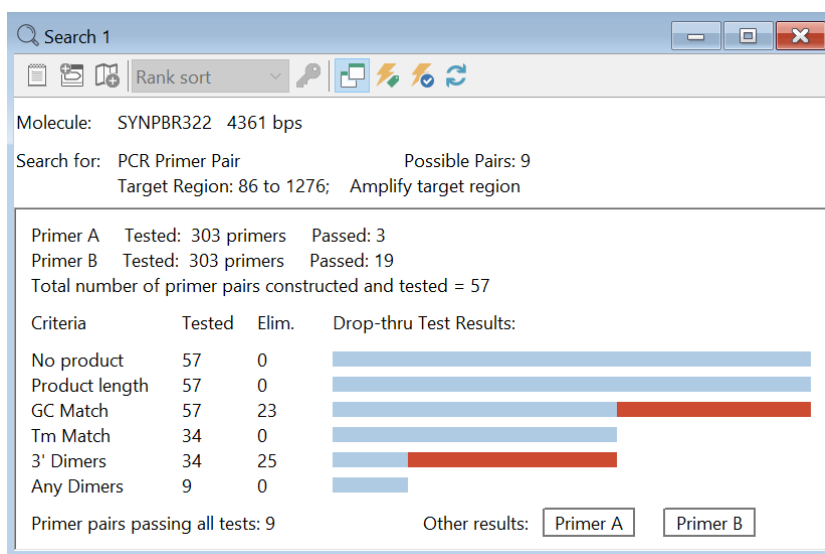 Search 1
Rank sort
Molecule: SYNPBR322 4361 bps
Search for: PCR Primer Pair Possible Pairs: 9
Target Region: 86 to 1276; Amplify target region
Primer A Tested: 303 primers Passed: 3
Primer B Tested: 303 primers Passed: 19
Total number of primer pairs constructed and tested = 57
Criteria Tested Elim. Drop-thru Test Results:
No product 57 0
Product length 57 0
GC Match 57 23
Tm Match 34 0
3' Dimers 34 25
Any Dimers 9 0
Primer pairs passing all tests: 9 Other results: Primer A Primer B